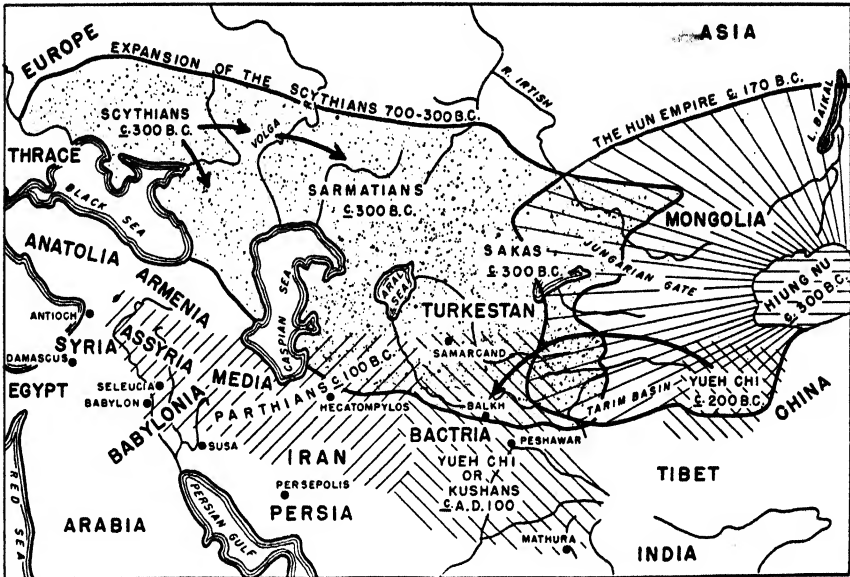 EUROPE
ASIA
EXPANSION OF THE SCYTHIANS 700-300 B.C.
R. IRTISH
THE HUN EMPIRE c. 170 B.C.
L. BAIKAL
SCYTHIANS
c. 300 B.C.
VOLGA
THRACE
BLACK SEA
SARMATIANS
c. 300 B.C.
MONGOLIA
ANATOLIA
SAKAS
c. 300 B.C.
JUNGARIAN GATE
HIUNG NU
c. 300 B.C.
ARMENIA
CASPIAN SEA
ARAL
SEA
TURKESTAN
ANTIOCH
SYRIA
ASSYRIA
SAMARCAND
DAMASCUS
MEDIA
PARTHIANS c. 100 B.C.
YUEH CHI
c. 200 B.C.
CHINA
EGYPT
SELEUCIA
BABYLON
BABYLONIA
HECATOMPYLOS
BALKH
TARIM BASIN
BACTRIA
PESHAWAR
SUSA
IRAN
YUEH CHI
OR
KUSHANS
c. A.D. 100
TIBET
RED SEA
PERSEPOLIS
PERSIA
ARABIA
PERSIAN GULF
MATHURA
INDIA